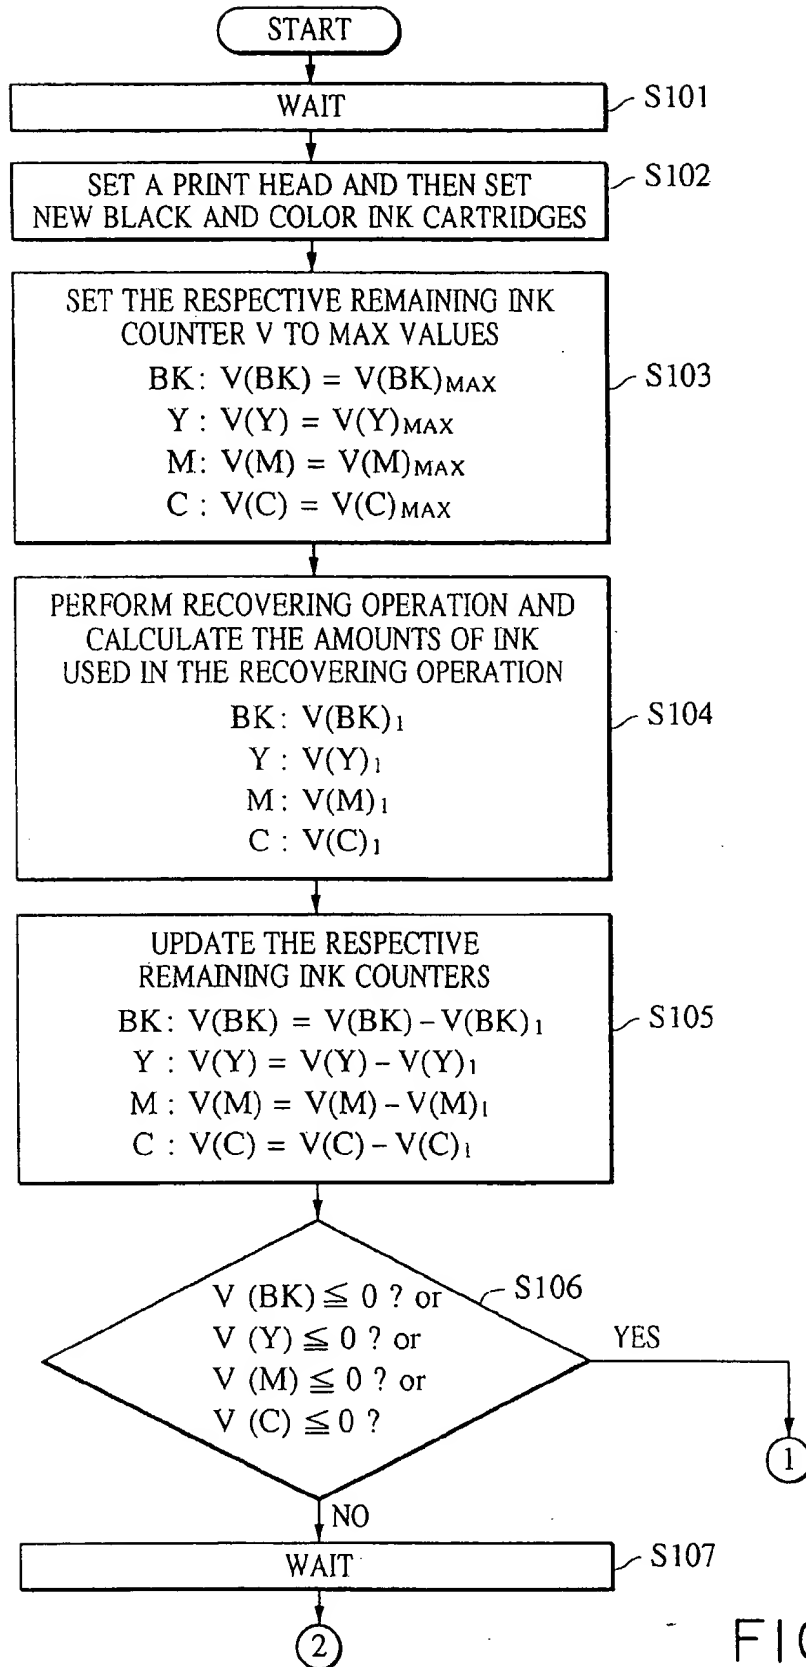 START
WAIT
S101
SET A PRINT HEAD AND THEN SET
NEW BLACK AND COLOR INK CARTRIDGES
S102
SET THE RESPECTIVE REMAINING INK
COUNTER V TO MAX VALUES
BK: V(BK) = V(BK)MAX
Y : V(Y) = V(Y)MAX
M: V(M) = V(M)MAX
C : V(C) = V(C)MAX
S103
PERFORM RECOVERING OPERATION AND
CALCULATE THE AMOUNTS OF INK
USED IN THE RECOVERING OPERATION
BK: V(BK)1
Y : V(Y)1
M: V(M)1
C : V(C)1
S104
UPDATE THE RESPECTIVE
REMAINING INK COUNTERS
BK: V(BK) = V(BK) – V(BK)1
Y : V(Y) = V(Y) – V(Y)1
M : V(M) = V(M) – V(M)1
C : V(C) = V(C) – V(C)1
S105
V (BK) ≦ 0 ? or
V (Y) ≦ 0 ? or
V (M) ≦ 0 ? or
V (C) ≦ 0 ?
S106
YES
1
NO
WAIT
S107
2